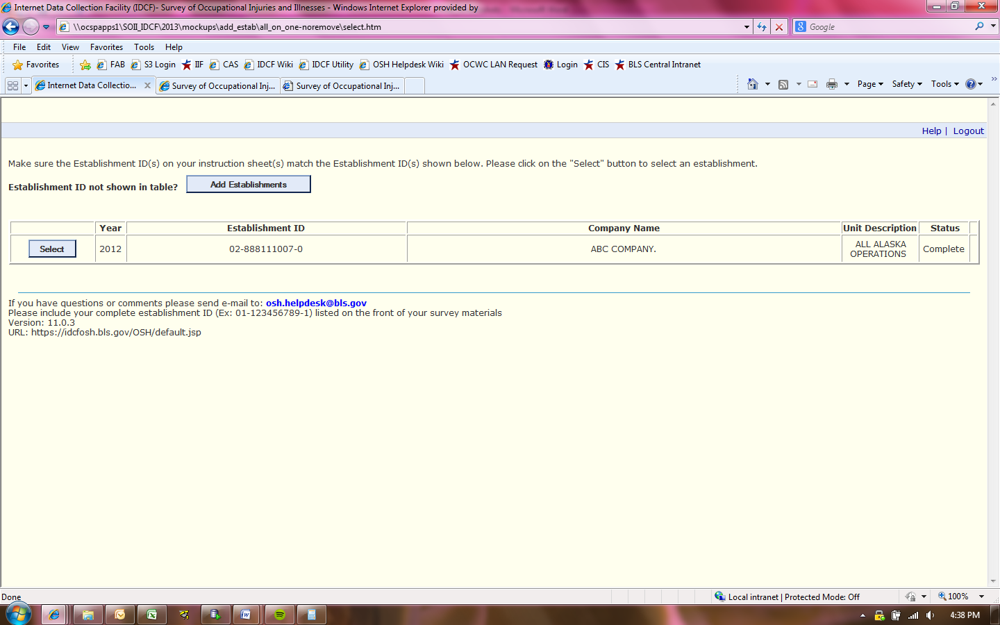 Internet Data Collection Facility (IDCF)- Survey of Occupational Injuries and Illnesses - Windows Internet Explorer provided by
\\ocspapps1\SOII_IDCF\2013\mockups\add_estab\all_on_one-noremove\select.htm
Google
File Edit View Favorites Tools Help
Favorites FAB S3 Login IIF CAS IDCF Wiki IDCF Utility OSH Helpdesk Wiki OCWC LAN Request Login CIS BLS Central Intranet
Internet Data Collectio... Survey of Occupational Inj... Survey of Occupational Inj... Page Safety Tools
Help | Logout
Make sure the Establishment ID(s) on your instruction sheet(s) match the Establishment ID(s) shown below. Please click on the "Select" button to select an establishment.
Establishment ID not shown in table? Add Establishments
Year Establishment ID Company Name Unit Description Status
Select 2012 02-888111007-0 ABC COMPANY. ALL ALASKA OPERATIONS Complete
If you have questions or comments please send e-mail to: osh.helpdesk@bls.gov
Please include your complete establishment ID (Ex: 01-123456789-1) listed on the front of your survey materials
Version: 11.0.3
URL: https://idcfosh.bls.gov/OSH/default.jsp
Done Local intranet | Protected Mode: Off 100%
4:38 PM